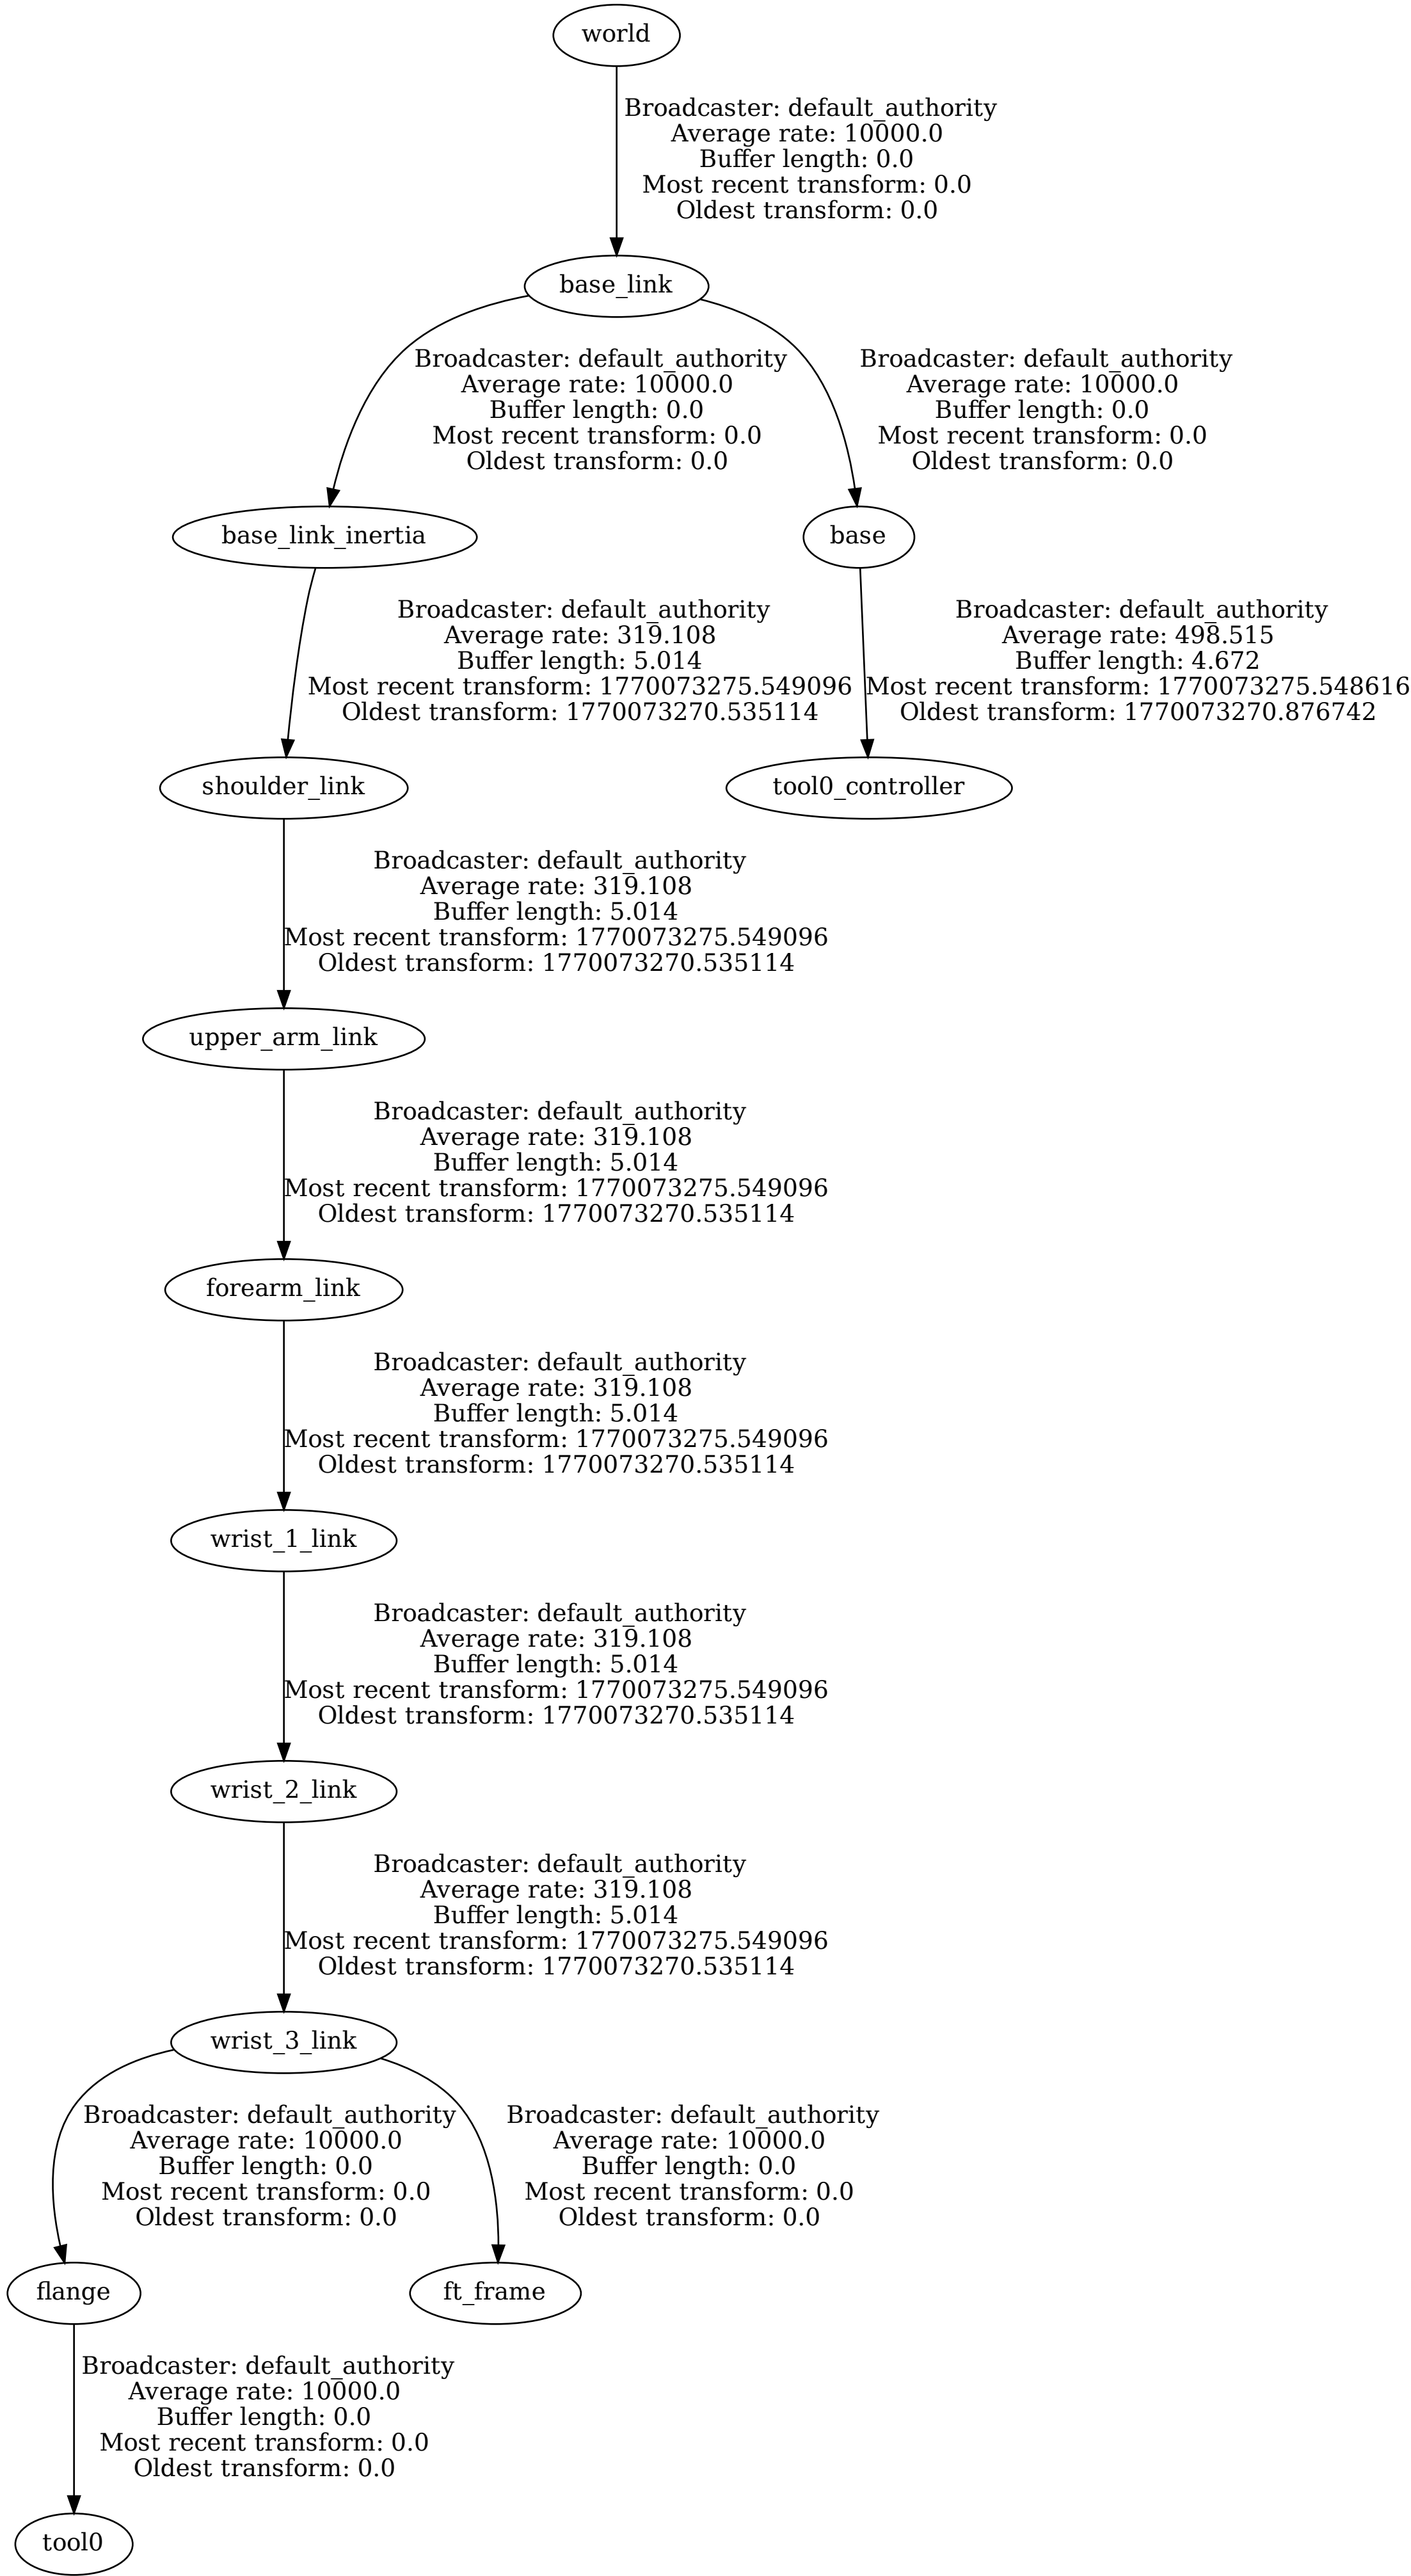 world
Broadcaster: default_authority
Average rate: 10000.0
Buffer length: 0.0
Most recent transform: 0.0
Oldest transform: 0.0
base_link
Broadcaster: default_authority
Average rate: 10000.0
Buffer length: 0.0
Most recent transform: 0.0
Oldest transform: 0.0
Broadcaster: default_authority
Average rate: 10000.0
Buffer length: 0.0
Most recent transform: 0.0
Oldest transform: 0.0
base_link_inertia
base
Broadcaster: default_authority
Average rate: 319.108
Buffer length: 5.014
Most recent transform: 1770073275.549096
Oldest transform: 1770073270.535114
Broadcaster: default_authority
Average rate: 498.515
Buffer length: 4.672
Most recent transform: 1770073275.548616
Oldest transform: 1770073270.876742
shoulder_link
tool0_controller
Broadcaster: default_authority
Average rate: 319.108
Buffer length: 5.014
Most recent transform: 1770073275.549096
Oldest transform: 1770073270.535114
upper_arm_link
Broadcaster: default_authority
Average rate: 319.108
Buffer length: 5.014
Most recent transform: 1770073275.549096
Oldest transform: 1770073270.535114
forearm_link
Broadcaster: default_authority
Average rate: 319.108
Buffer length: 5.014
Most recent transform: 1770073275.549096
Oldest transform: 1770073270.535114
wrist_1_link
Broadcaster: default_authority
Average rate: 319.108
Buffer length: 5.014
Most recent transform: 1770073275.549096
Oldest transform: 1770073270.535114
wrist_2_link
Broadcaster: default_authority
Average rate: 319.108
Buffer length: 5.014
Most recent transform: 1770073275.549096
Oldest transform: 1770073270.535114
wrist_3_link
Broadcaster: default_authority
Average rate: 10000.0
Buffer length: 0.0
Most recent transform: 0.0
Oldest transform: 0.0
Broadcaster: default_authority
Average rate: 10000.0
Buffer length: 0.0
Most recent transform: 0.0
Oldest transform: 0.0
flange
ft_frame
Broadcaster: default_authority
Average rate: 10000.0
Buffer length: 0.0
Most recent transform: 0.0
Oldest transform: 0.0
tool0